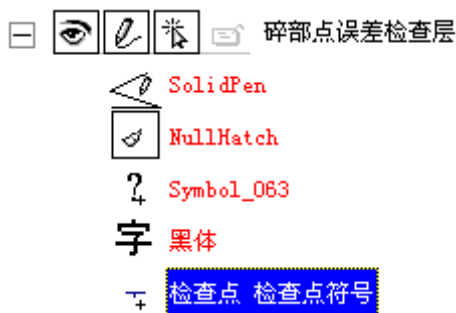 碎部点误差检查层
SolidPen
NullHatch
Symbol_063
字 黑体
检查点 检查点符号